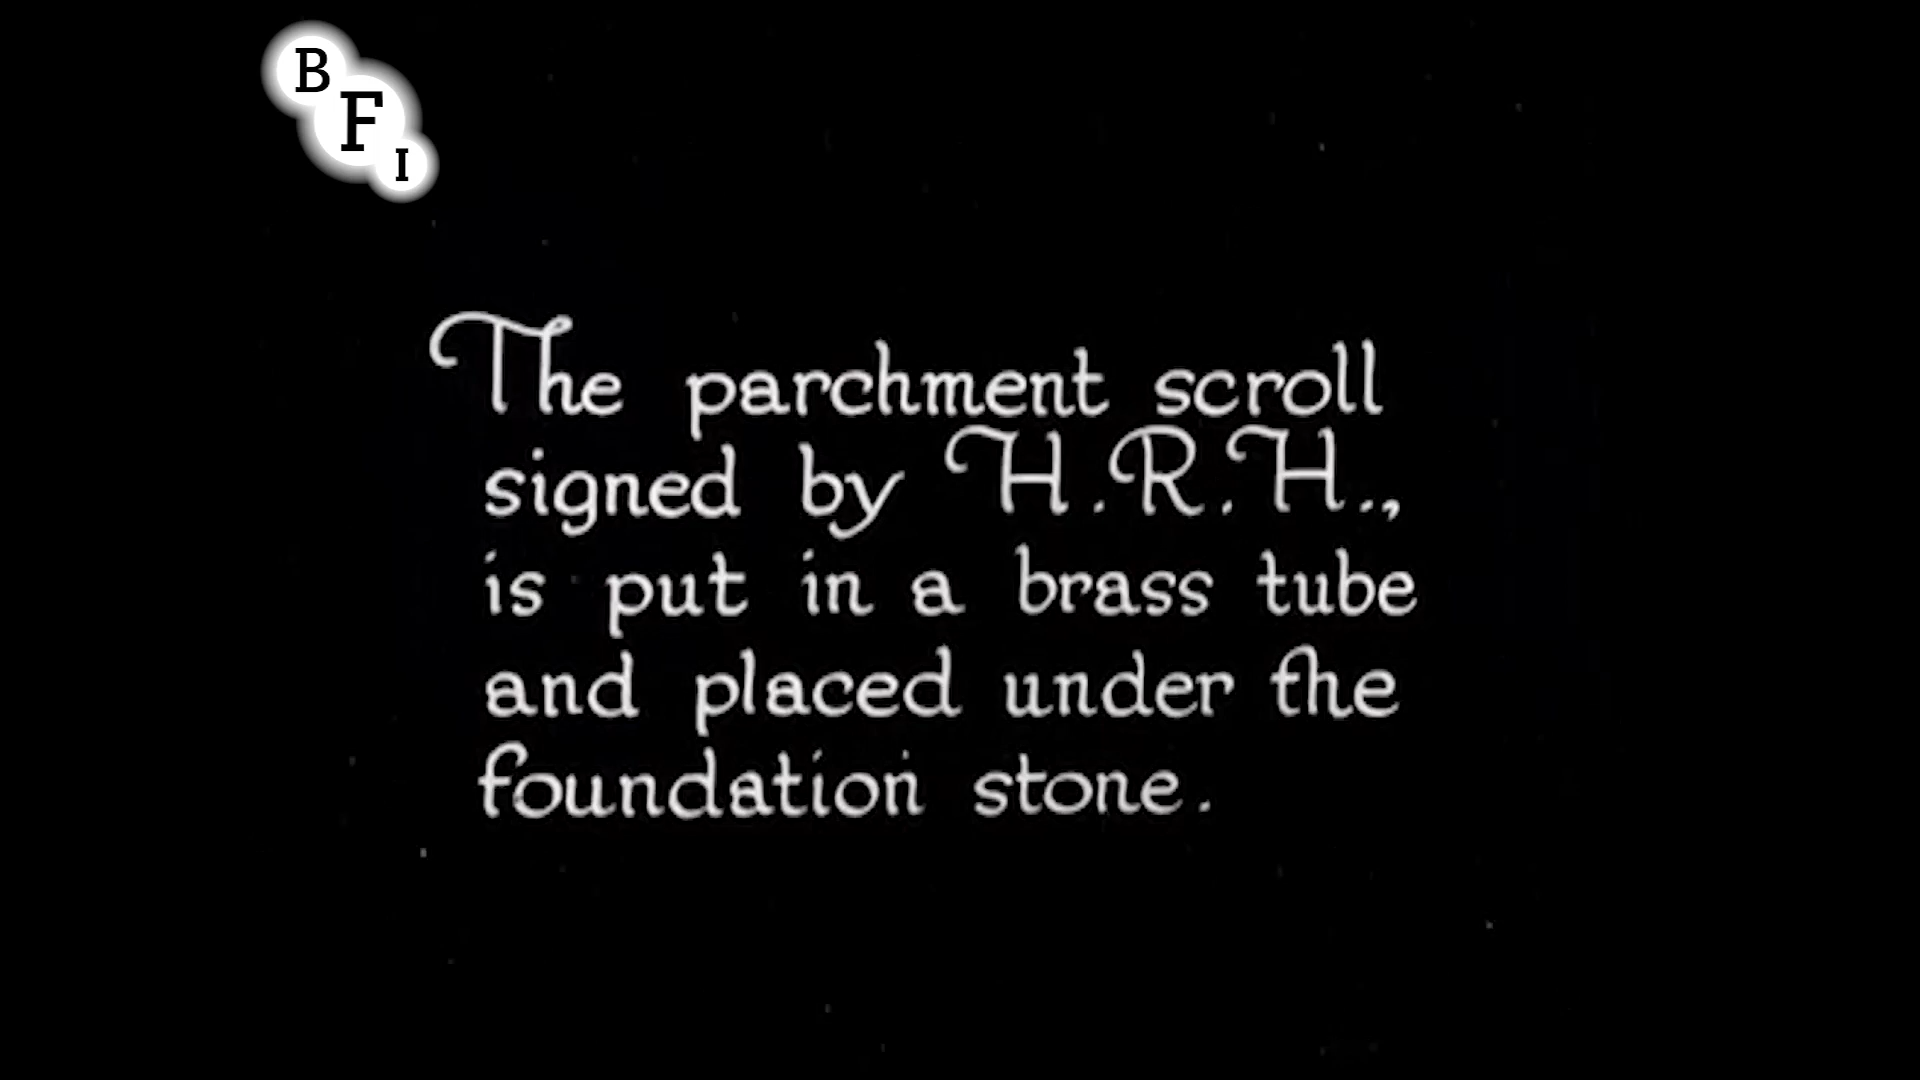 BFI
The parchment scroll
signed by H.R.H.,
is put in a brass tube
and placed under the
foundation stone.